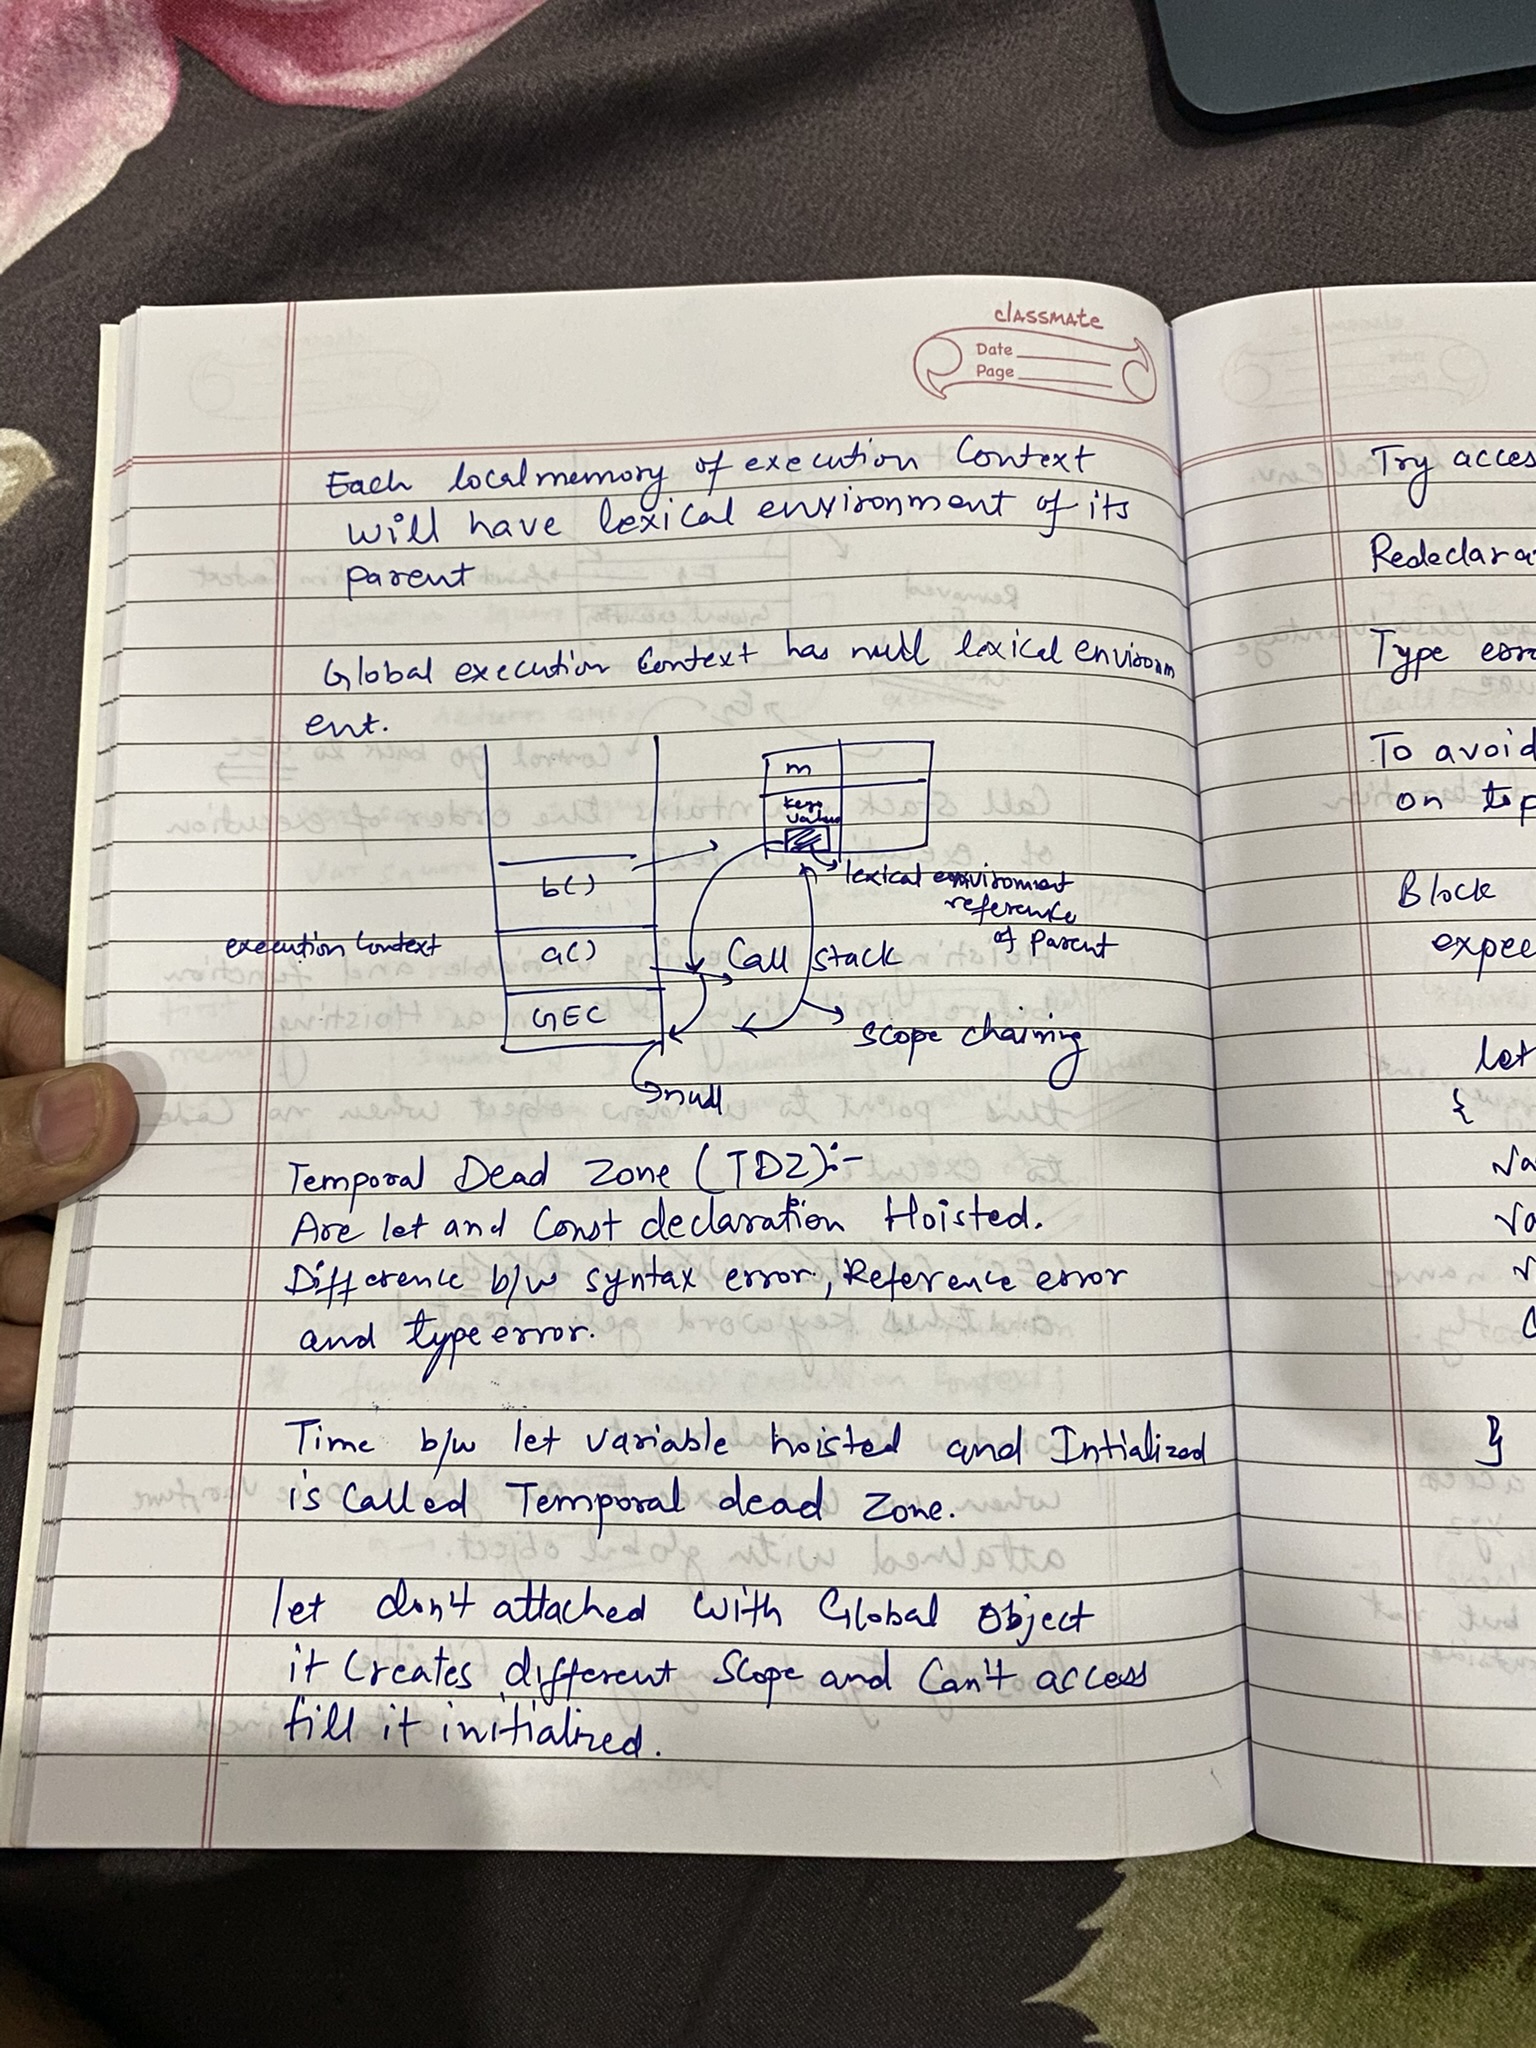 classmate
Date
Page
Each local memory of execution Context
will have lexical environment of its
parent
Global execution Context has null lexical environm
ent.
m
value
b()
lexical environment
reference
of parent
execution Context
a()
Call stack
GEC
Scope chaining
null
Temporal Dead Zone (TDZ):-
Are let and Const declaration Hoisted.
Difference b/w syntax error, Reference error
and type error.
Time b/w let variable hoisted and Intialized
is Called Temporal dead Zone.
let don't attached with Global Object
it Creates different Scope and Can't access
till it initialized.
Try acces
Redeclara
Type erro
To avoid
on top
Block
expec
let
{
va
va
}